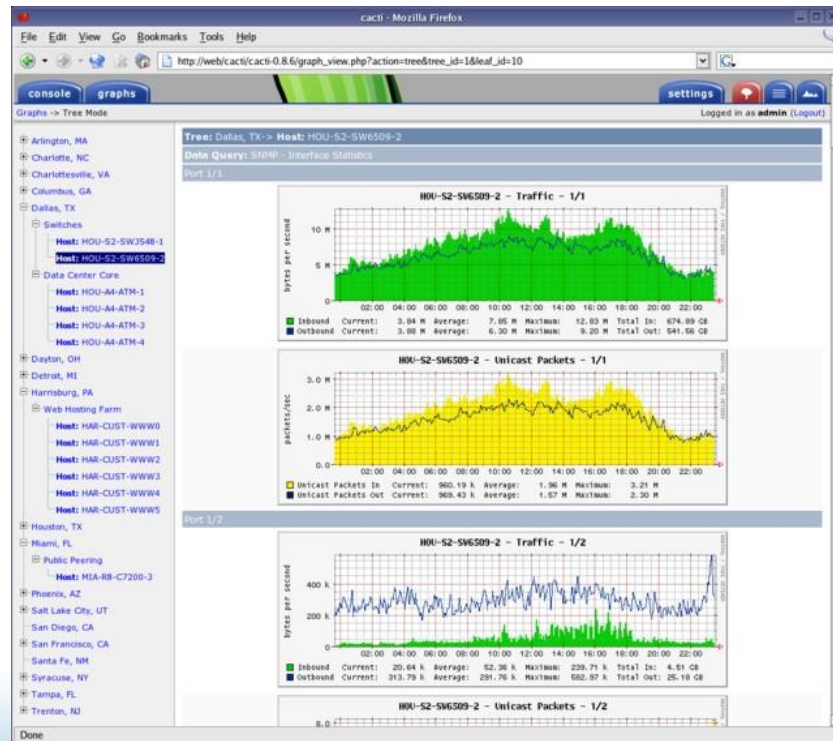 cacti - Mozilla Firefox
File Edit View Go Bookmarks Tools Help
http://web/cacti/cacti-0.8.6/graph_view.php?action=tree&tree_id=1&leaf_id=10
console graphs settings
Graphs -> Tree Mode Logged in as admin (Logout)
Arlington, MA
Charlotte, NC
Charlottesville, VA
Columbus, GA
Dallas, TX
Switches
Host: HOU-S2-SW3548-1
Host: HOU-S2-SW6509-2
Data Center Core
Host: HOU-A4-ATM-1
Host: HOU-A4-ATM-2
Host: HOU-A4-ATM-3
Host: HOU-A4-ATM-4
Dayton, OH
Detroit, MI
Harrisburg, PA
Web Hosting Farm
Host: HAR-CUST-WWW0
Host: HAR-CUST-WWW1
Host: HAR-CUST-WWW2
Host: HAR-CUST-WWW3
Host: HAR-CUST-WWW4
Host: HAR-CUST-WWW5
Houston, TX
Miami, FL
Public Peering
Host: MIA-R8-C7200-3
Phoenix, AZ
Salt Lake City, UT
San Diego, CA
San Francisco, CA
Santa Fe, NM
Syracuse, NY
Tampa, FL
Trenton, NJ
Tree: Dallas, TX-> Host: HOU-S2-SW6509-2
Data Query: SNMP - Interface Statistics
Port 1/1
HOU-S2-SW6509-2 - Traffic - 1/1
bytes per second
10 M
5 M
0
02:00 04:00 06:00 08:00 10:00 12:00 14:00 16:00 18:00 20:00 22:00
Inbound Current: 3.84 M Average: 7.85 M Maximum: 12.83 M Total In: 674.89 GB
Outbound Current: 3.88 M Average: 6.30 M Maximum: 9.20 M Total Out: 541.56 GB
HOU-S2-SW6509-2 - Unicast Packets - 1/1
packets/sec
3.0 M
2.0 M
1.0 M
0.0
02:00 04:00 06:00 08:00 10:00 12:00 14:00 16:00 18:00 20:00 22:00
Unicast Packets In Current: 960.19 k Average: 1.96 M Maximum: 3.21 M
Unicast Packets Out Current: 969.43 k Average: 1.57 M Maximum: 2.30 M
Port 1/2
HOU-S2-SW6509-2 - Traffic - 1/2
bytes per second
400 k
200 k
0
02:00 04:00 06:00 08:00 10:00 12:00 14:00 16:00 18:00 20:00 22:00
Inbound Current: 20.64 k Average: 52.36 k Maximum: 239.71 k Total In: 4.51 GB
Outbound Current: 313.79 k Average: 291.76 k Maximum: 582.97 k Total Out: 25.18 GB
HOU-S2-SW6509-2 - Unicast Packets - 1/2
Done